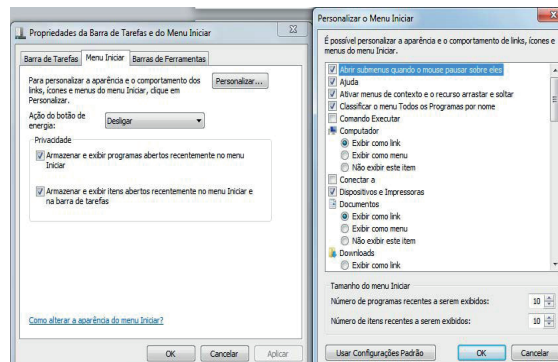 Propriedades da Barra de Tarefas e do Menu Iniciar
Barra de Tarefas
Menu Iniciar
Barras de Ferramentas
Para personalizar a aparência e o comportamento dos
links, ícones e menus do menu Iniciar, clique em
Personalizar.
Personalizar...
Ação do botão de
energia:
Desligar
Privacidade
Armazenar e exibir programas abertos recentemente no menu
Iniciar
Armazenar e exibir itens abertos recentemente no menu Iniciar e
na barra de tarefas
Como alterar a aparência do menu Iniciar?
OK
Cancelar
Aplicar
Personalizar o Menu Iniciar
É possível personalizar a aparência e o comportamento de links, ícones e
menus do menu Iniciar.
Abrir submenus quando o mouse pausar sobre eles
Ajuda
Ativar menus de contexto e o recurso arrastar e soltar
Classificar o menu Todos os Programas por nome
Comando Executar
Computador
Exibir como link
Exibir como menu
Não exibir este item
Conectar a
Dispositivos e Impressoras
Documentos
Exibir como link
Exibir como menu
Não exibir este item
Downloads
Exibir como link
Tamanho do menu Iniciar
Número de programas recentes a serem exibidos:
10
Número de itens recentes a serem exibidos:
10
Usar Configurações Padrão
OK
Cancelar